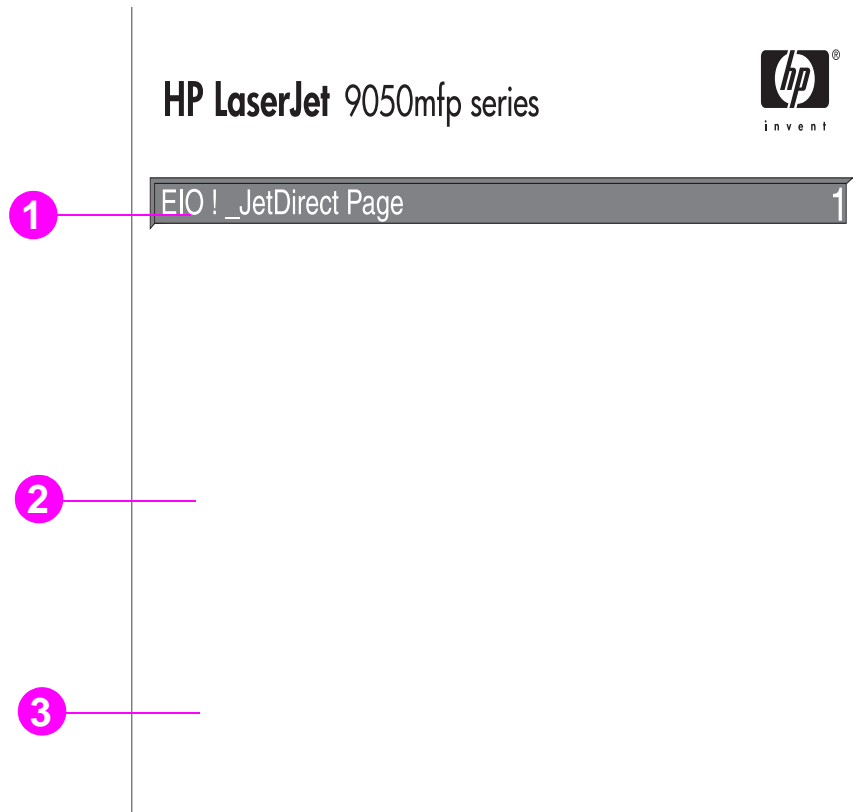 HP LaserJet 9050mfp series
hp ®
invent
EIO ! _JetDirect Page 1
1
2
3